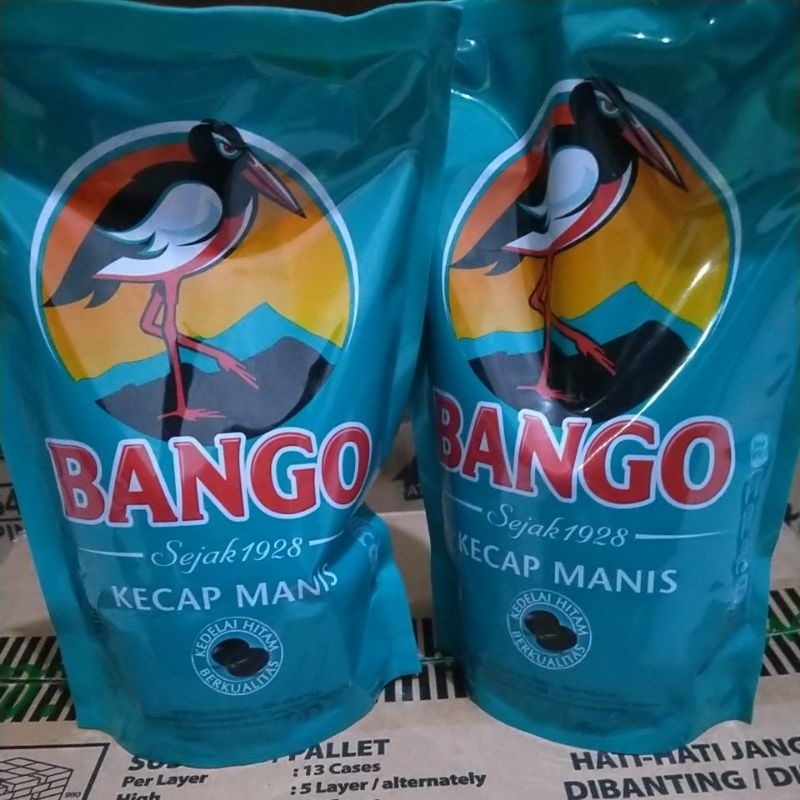 BANGO
Sejak 1928
KECAP MANIS
KEDELAI HITAM
BERKUALITAS
BANGO
Sejak 1928
KECAP MANIS
KEDELAI HITAM
BERKUALITAS
PALLET
Per Layer : 13 Cases
High : 5 Layer / alternately
HATI-HATI JANG
DIBANTING / DI